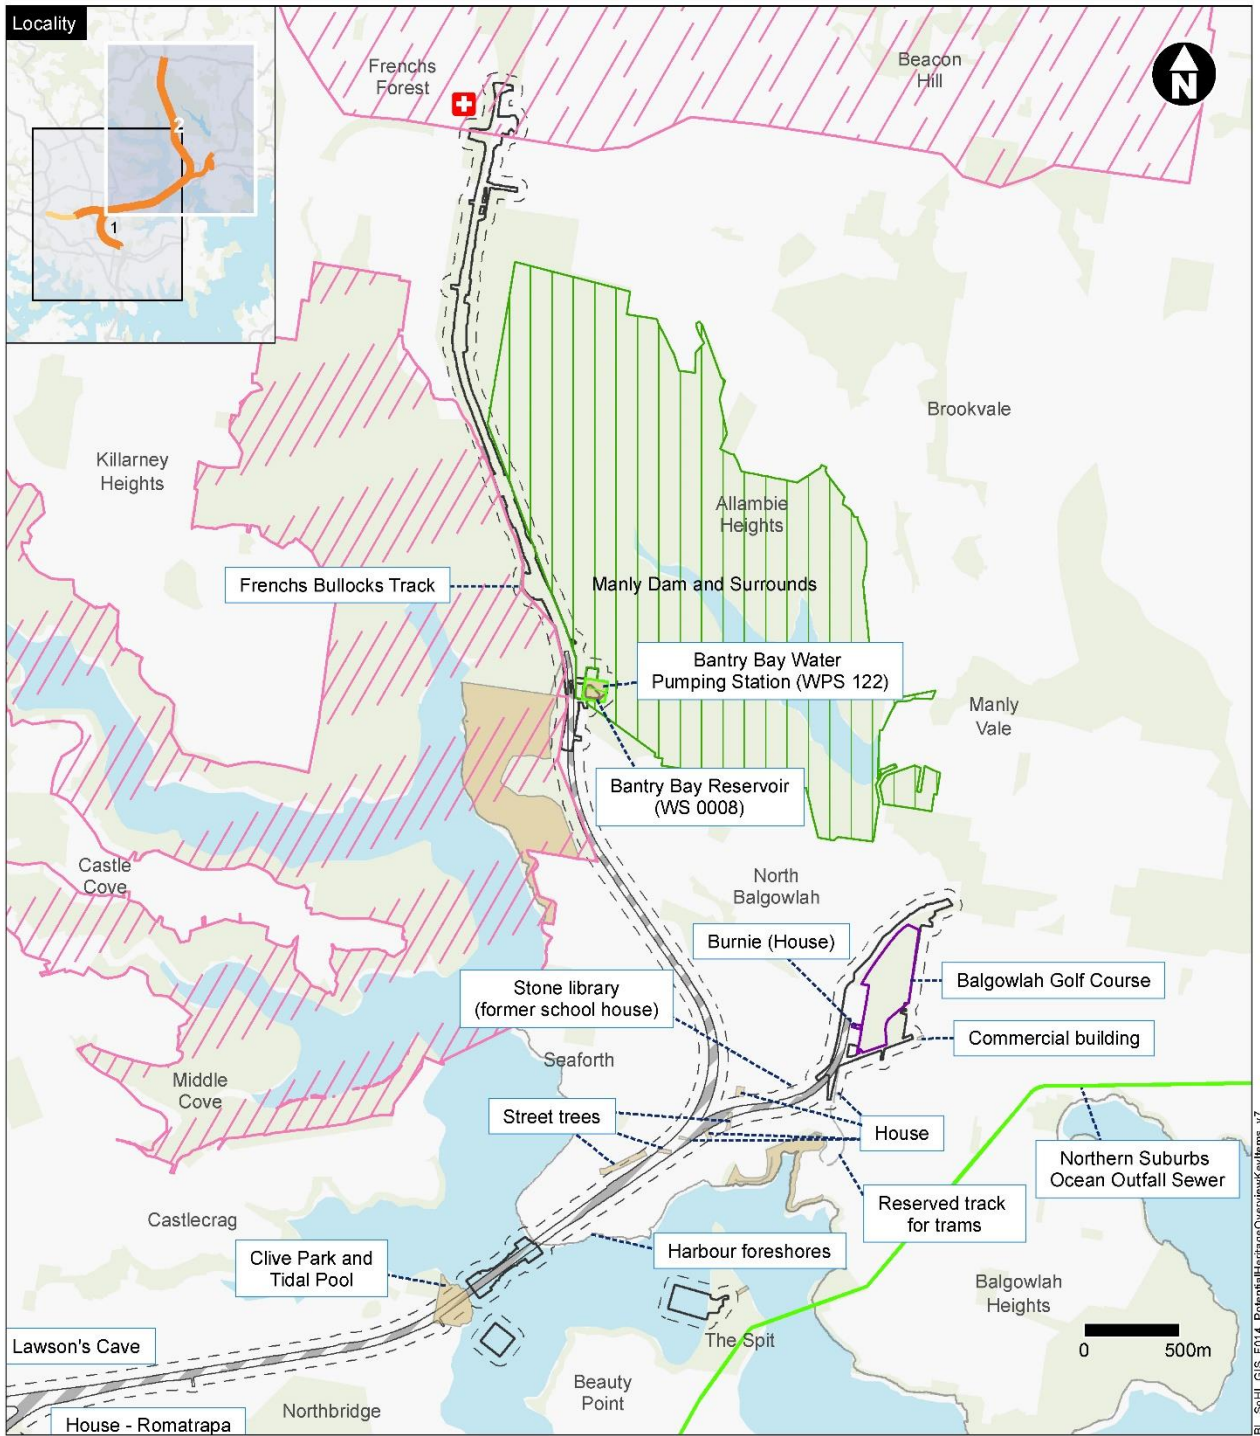 Locality
2
1
N
Frenchs
Forest
Beacon
Hill
Brookvale
Killarney
Heights
Allambie
Heights
Frenchs Bullocks Track
Manly Dam and Surrounds
Bantry Bay Water
Pumping Station (WPS 122)
Manly
Vale
Bantry Bay Reservoir
(WS 0008)
Castle
Cove
North
Balgowlah
Burnie (House)
Stone library
(former school house)
Balgowlah Golf Course
Commercial building
Seaforth
Middle
Cove
Street trees
House
Northern Suburbs
Ocean Outfall Sewer
Reserved track
for trams
Castlecrag
Harbour foreshores
Clive Park and
Tidal Pool
Balgowlah
Heights
Lawson's Cave
The Spit
0 500m
Beauty
Point
Northbridge
House - Romatrapa